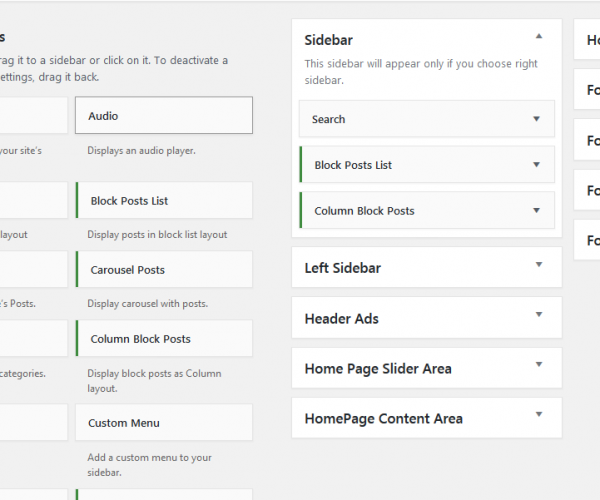 s
rag it to a sidebar or click on it. To deactivate a
ettings, drag it back.
Audio
your site's
Displays an audio player.
Block Posts List
layout
Display posts in block list layout
Carousel Posts
's Posts.
Display carousel with posts.
Column Block Posts
categories.
Display block posts as Column
layout.
Custom Menu
Add a custom menu to your
sidebar.
Sidebar
This sidebar will appear only if you choose right
sidebar.
Search
Block Posts List
Column Block Posts
Left Sidebar
Header Ads
Home Page Slider Area
HomePage Content Area
Ho
Fo
Fo
Fo
Fo